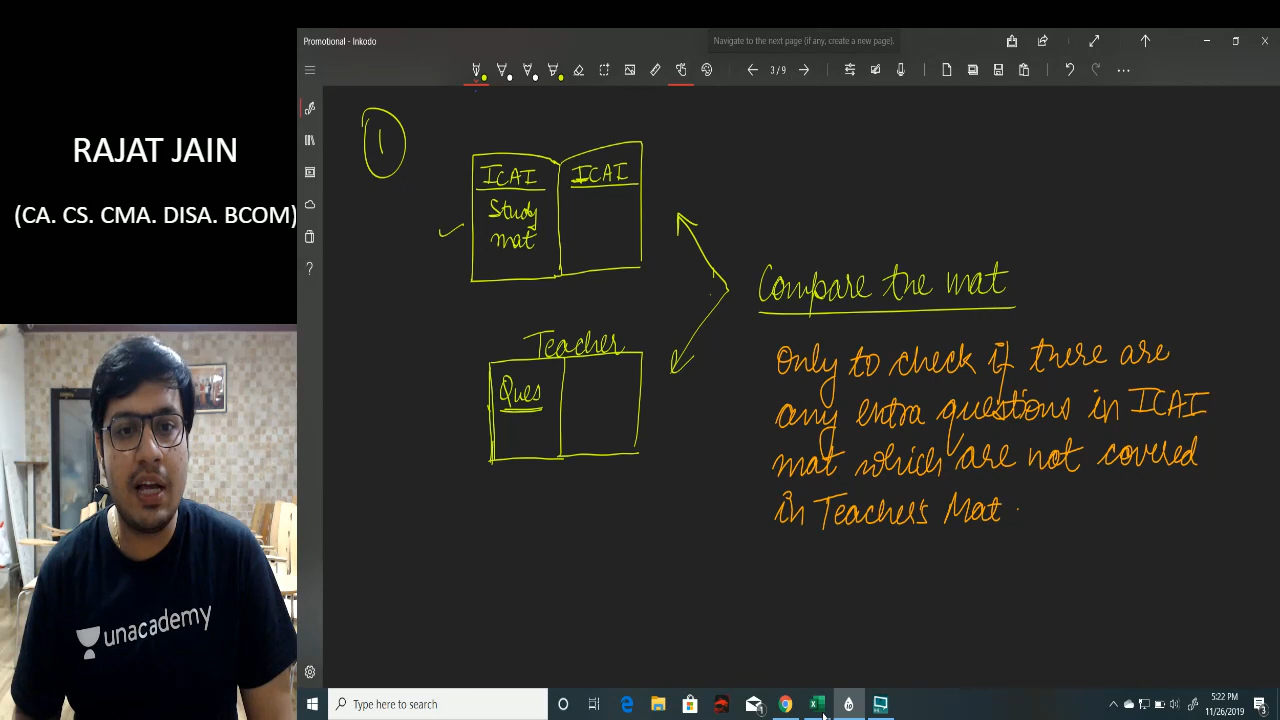 RAJAT JAIN
(CA. CS. CMA. DISA. BCOM)
unacademy
Promotional - Inkodo
Navigate to the next page (if any, create a new page).
3 / 9
1
ICAI
ICAI
Study
mat
Compare the mat
Teacher
Ques
Only to check if there are
any extra questions in ICAI
mat which are not covered
in Teacher's Mat
Type here to search
5:22 PM
11/26/2019